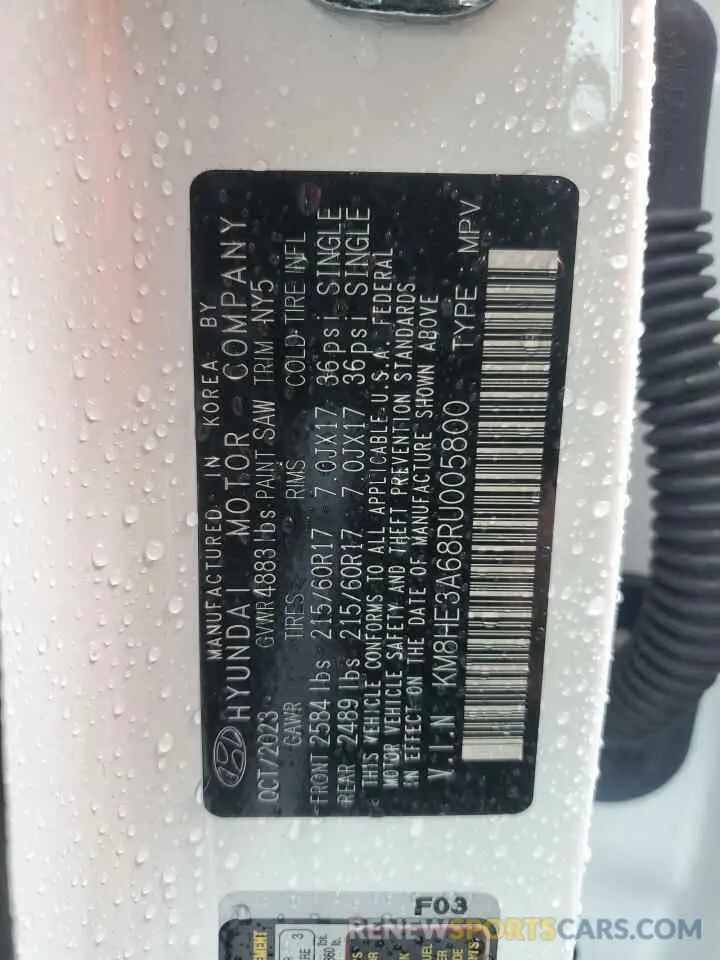 MANUFACTURED IN KOREA BY
HYUNDAI MOTOR COMPANY
OCT/2023 GVWR 4883 lbs PAINT SAW TRIM NY5
GAWR TIRES RIMS COLD TIRE INFL
FRONT 2584 lbs 215/60R17 7.0JX17 36psi SINGLE
REAR 2489 lbs 215/60R17 7.0JX17 36psi SINGLE
THIS VEHICLE CONFORMS TO ALL APPLICABLE U.S.A. FEDERAL
MOTOR VEHICLE SAFETY AND THEFT PREVENTION STANDARDS
IN EFFECT ON THE DATE OF MANUFACTURE SHOWN ABOVE
V.I.N KM8HE3A68RU005800 TYPE : MPV
F03
RENEWSPORTSCARS.COM